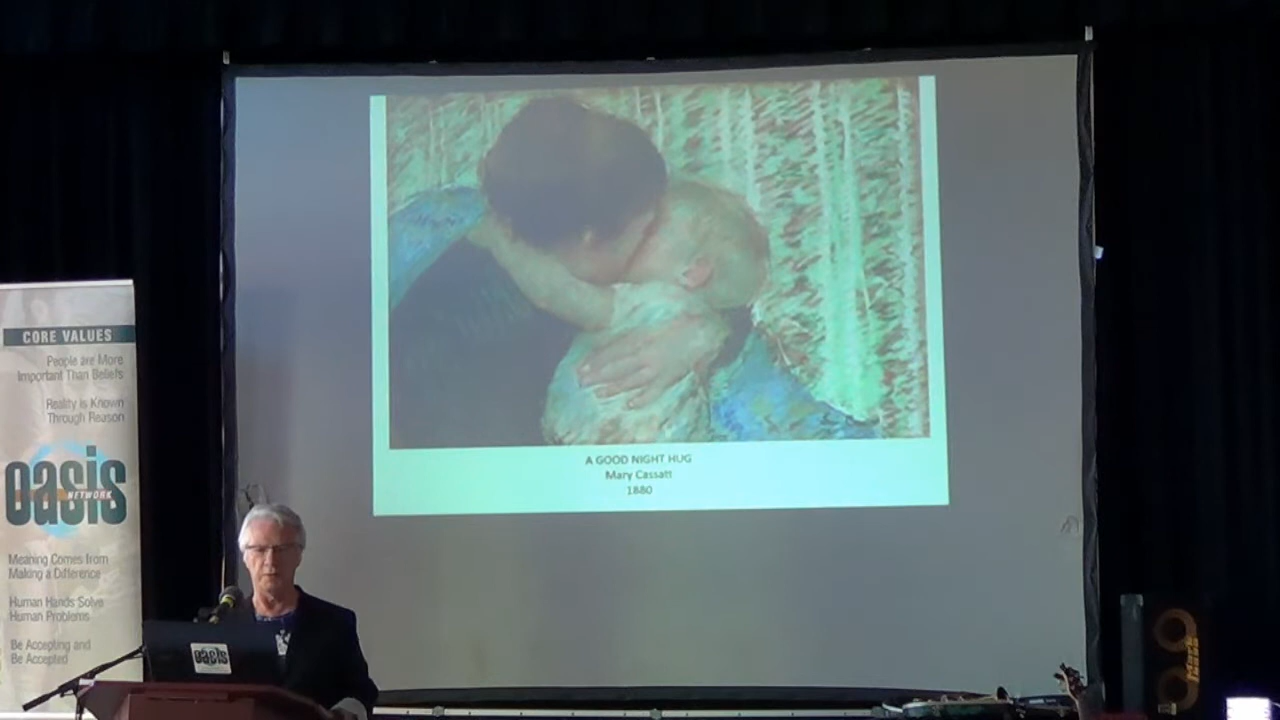 CORE VALUES
People are More
Important Than Beliefs
Reality is Known
Through Reason
oasis
NETWORK
Meaning Comes from
Making a Difference
Human Hands Solve
Human Problems
Be Accepting and
Be Accepted
oasis
A GOOD NIGHT HUG
Mary Cassatt
1880